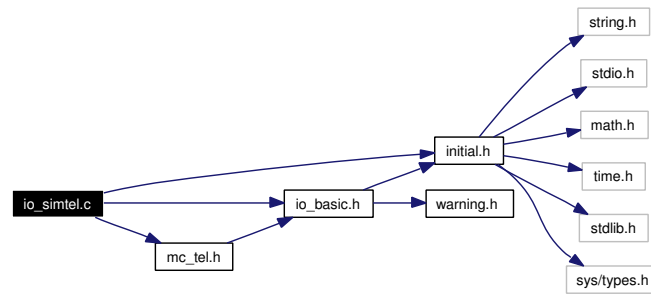 string.h
stdio.h
math.h
initial.h
time.h
io_simtel.c
io_basic.h
warning.h
stdlib.h
mc_tel.h
sys/types.h